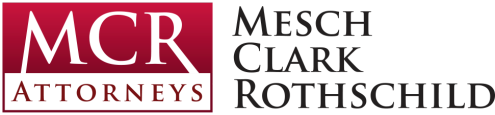 MCR
ATTORNEYS
MESCH
CLARK
ROTHSCHILD